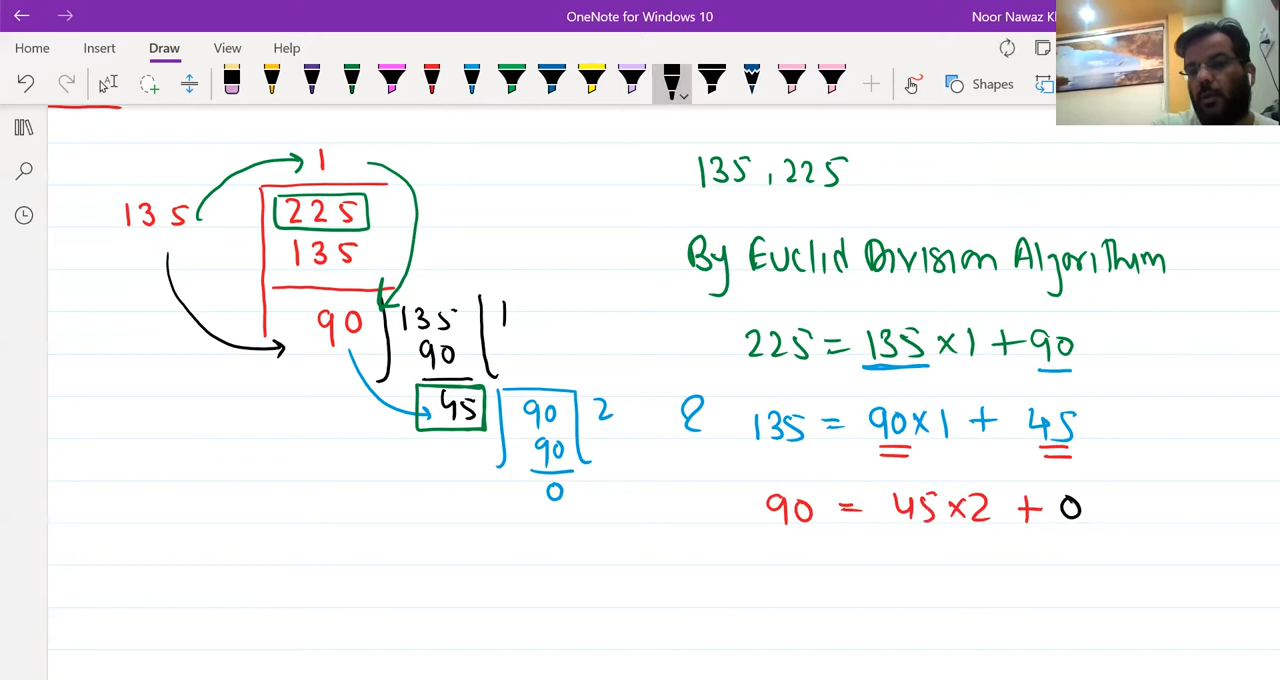 OneNote for Windows 10
Noor Nawaz Kh
Home Insert Draw View Help
Shapes
1
135 225
135
90 135 1
90
45 90 2
90
0
135, 225
By Euclid Division Algorithm
225 = 135 × 1 + 90
135 = 90 × 1 + 45
90 = 45 × 2 + 0